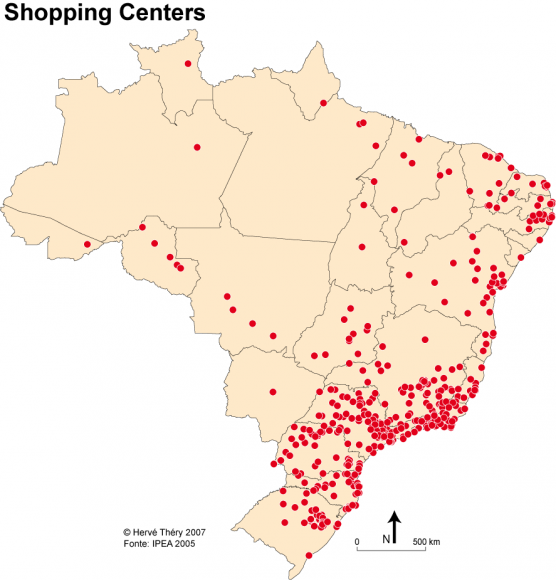 Shopping Centers
© Hervé Théry 2007
Fonte: IPEA 2005
N
0 500 km